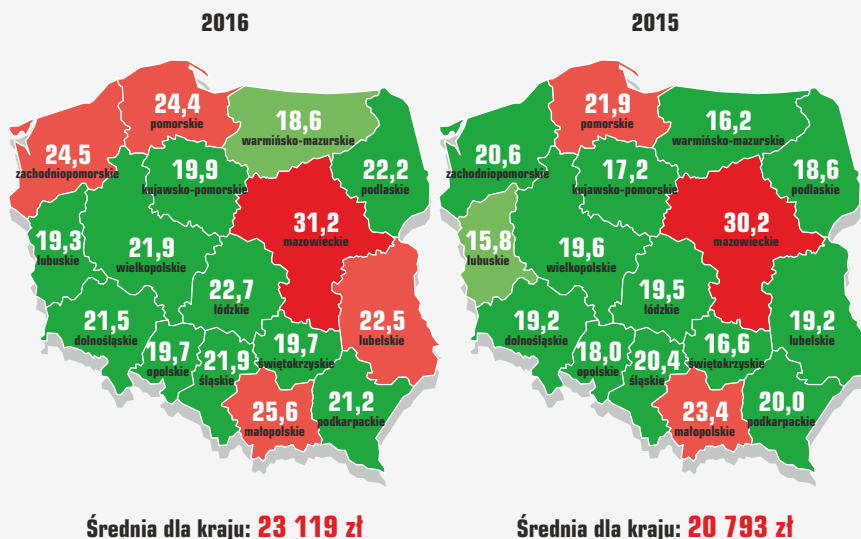 2016
24,4
pomorskie
18,6
warmińsko-mazurskie
24,5
zachodniopomorskie
19,9
kujawsko-pomorskie
22,2
podlaskie
31,2
mazowieckie
19,3
lubuskie
21,9
wielkopolskie
22,7
łódzkie
22,5
lubelskie
21,5
dolnośląskie
19,7
opolskie
21,9
śląskie
19,7
świętokrzyskie
25,6
małopolskie
21,2
podkarpackie
Średnia dla kraju: 23 119 zł
2015
21,9
pomorskie
16,2
warmińsko-mazurskie
20,6
zachodniopomorskie
17,2
kujawsko-pomorskie
18,6
podlaskie
30,2
mazowieckie
15,8
lubuskie
19,6
wielkopolskie
19,5
łódzkie
19,2
lubelskie
19,2
dolnośląskie
18,0
opolskie
20,4
śląskie
16,6
świętokrzyskie
23,4
małopolskie
20,0
podkarpackie
Średnia dla kraju: 20 793 zł